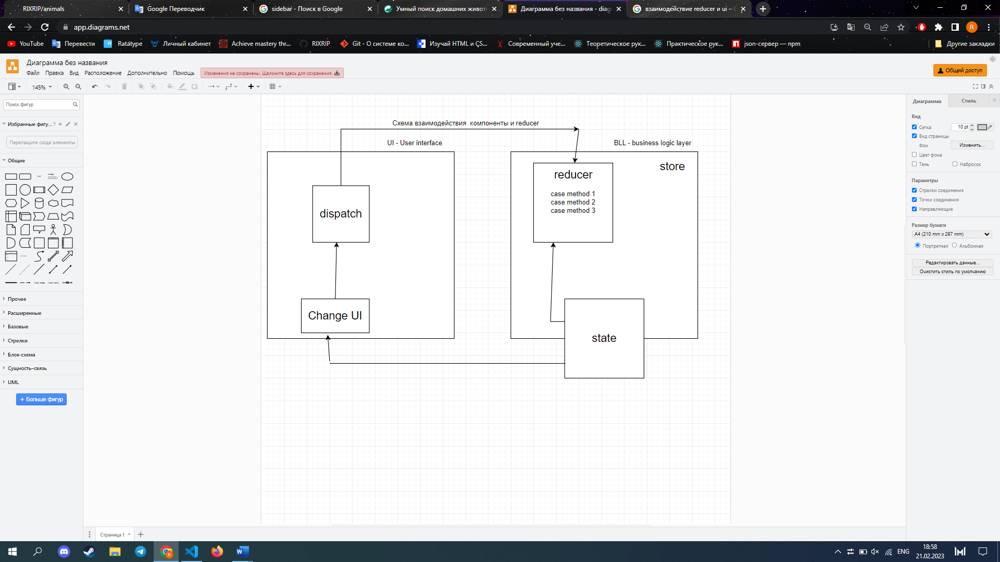 RIXRIP/animals
Google Переводчик
sidebar - Поиск в Google
Умный поиск домашних живот
Диаграмма без названия - diag
взаимодействие reducer и ui –
app.diagrams.net
R
YouTube
Перевести
Ratatype
Личный кабинет
Achieve mastery thr...
RIXRIP
Git - О системе ко...
Изучай HTML и CS...
Современный уче...
Теоретическое рук...
Практическое рук...
json-сервер — npm
Другие закладки
Диаграмма без названия
Файл Правка Вид Расположение Дополнительно Помощь
Изменения не сохранены. Щелкните здесь для сохранения.
Общий доступ
145%
Поиск фигур
Избранные фигу... ?
Перетащите сюда элементы
Общие
Text
Прочее
Расширенные
Базовые
Стрелки
Блок-схема
Сущность–связь
UML
+ Больше фигур
Схема взаимодействия компоненты и reducer
UI - User interface
BLL - business logic layer
store
reducer
case method 1
case method 2
case method 3
dispatch
Change UI
state
Диаграмма
Стиль
Вид
Сетка
10 pt
Вид страницы
Фон
Изменить...
Цвет фона
Тень
Набросок
Параметры
Стрелки соединения
Точки соединения
Направляющие
Размер бумаги
A4 (210 mm x 297 mm)
Портретная
Альбомная
Редактировать данные...
Очистить стиль по умолчанию
Страница 1
ENG
18:58
21.02.2023